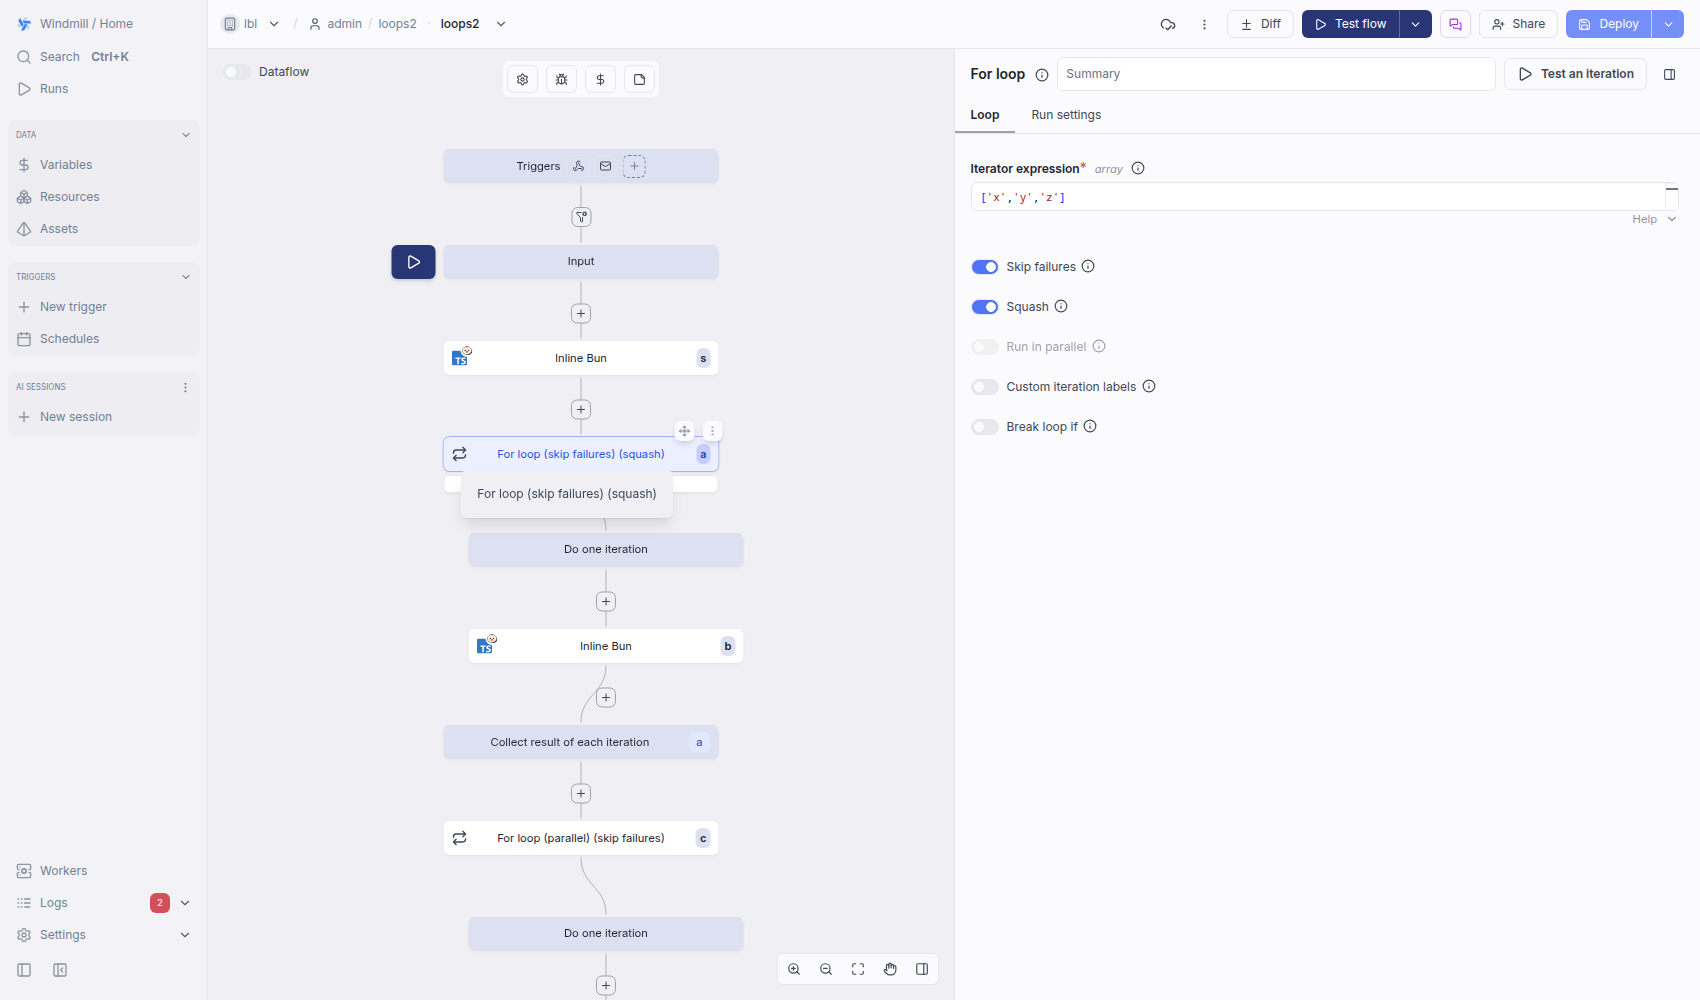 Windmill / Home
Search Ctrl+K
Runs
DATA
Variables
Resources
Assets
TRIGGERS
New trigger
Schedules
AI SESSIONS
New session
Workers
Logs 2
Settings
lbl / admin / loops2 · loops2
Diff
Test flow
Share
Deploy
Dataflow
Triggers
Input
TS Inline Bun s
For loop (skip failures) (squash) a
For loop (skip failures) (squash)
Do one iteration
TS Inline Bun b
Collect result of each iteration a
For loop (parallel) (skip failures) c
Do one iteration
For loop Summary Test an iteration
Loop Run settings
Iterator expression* array
['x','y','z']
Help
Skip failures
Squash
Run in parallel
Custom iteration labels
Break loop if